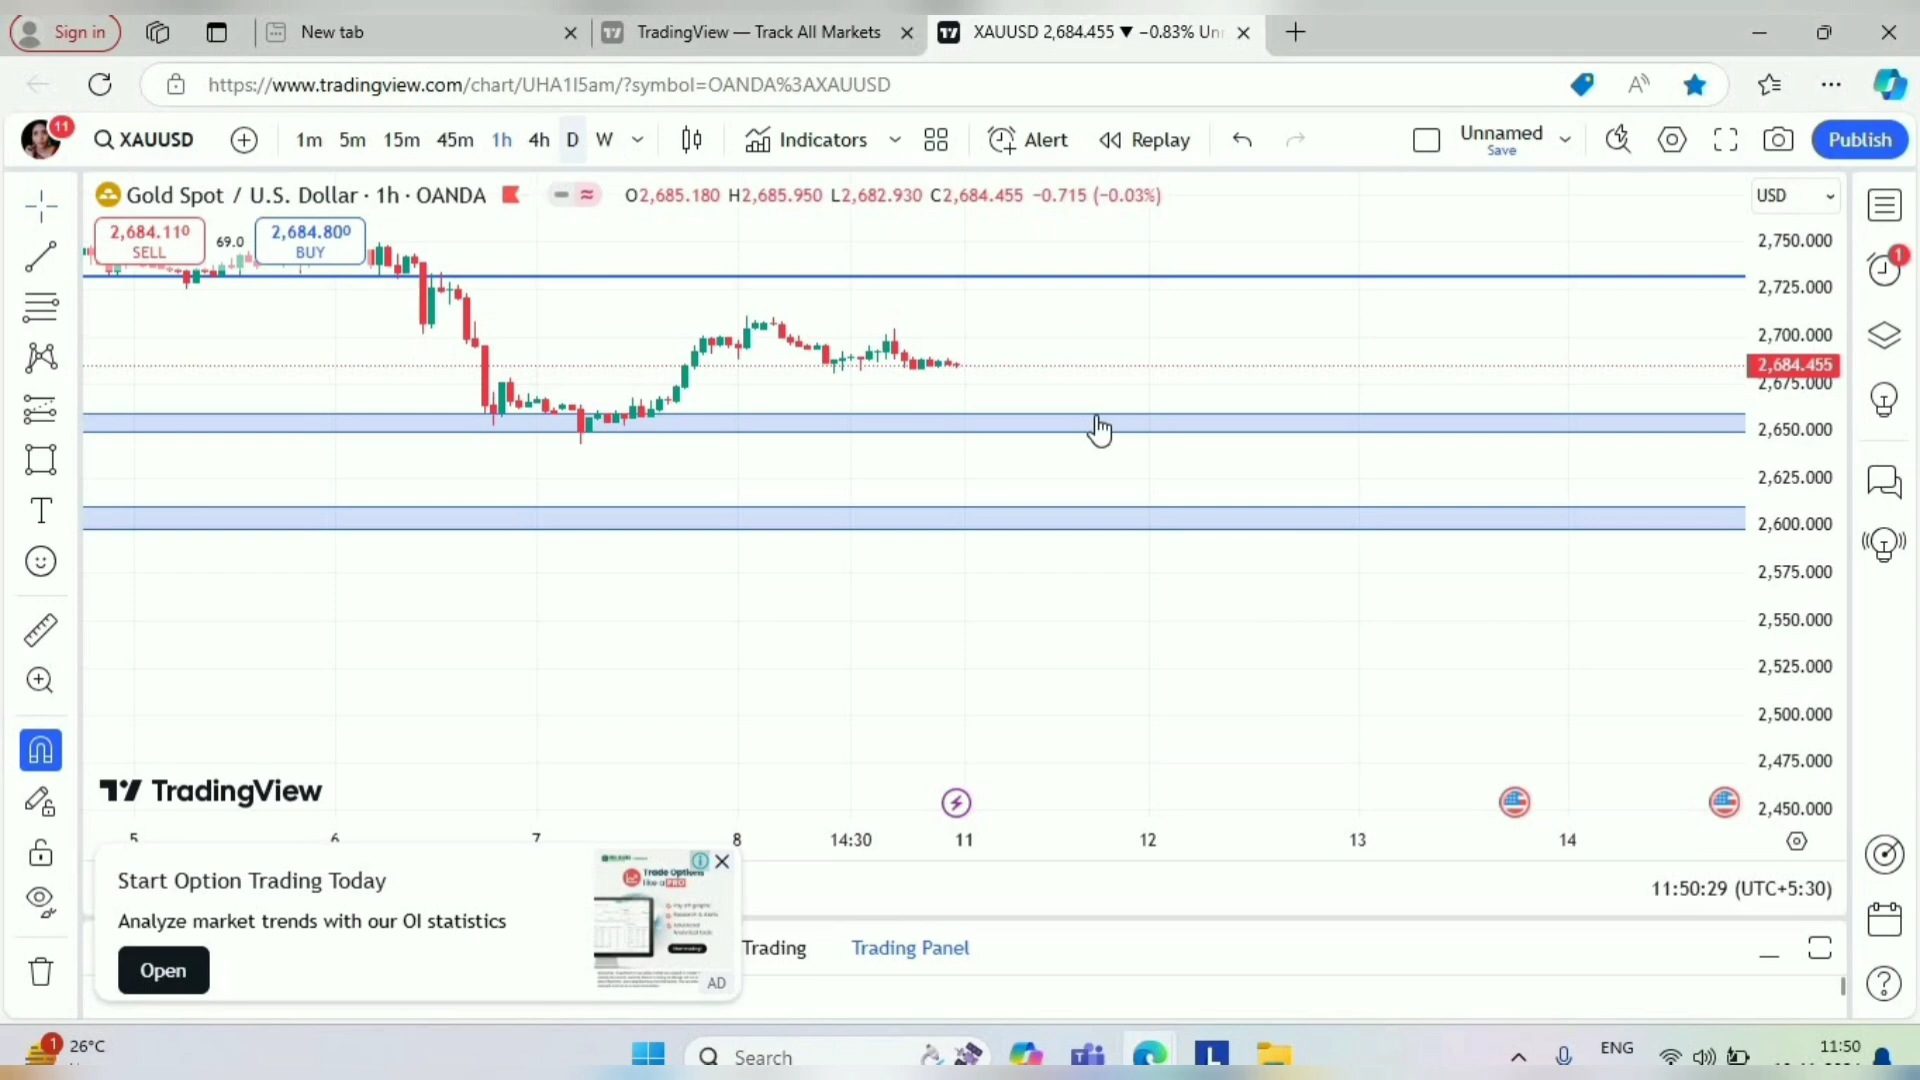 Sign in
New tab
TradingView — Track All Markets
XAUUSD 2,684.455 ▼ −0.83% Un
https://www.tradingview.com/chart/UHA1I5am/?symbol=OANDA%3AXAUUSD
11
XAUUSD
1m 5m 15m 45m 1h 4h D W
Indicators
Alert
Replay
Unnamed
Save
Publish
Gold Spot / U.S. Dollar · 1h · OANDA
O2,685.180 H2,685.950 L2,682.930 C2,684.455 −0.715 (−0.03%)
USD
2,684.110
SELL
69.0
2,684.800
BUY
1
2,750.000
2,725.000
2,700.000
2,684.455
2,675.000
2,650.000
2,625.000
2,600.000
2,575.000
2,550.000
2,525.000
2,500.000
2,475.000
2,450.000
TradingView
5 6 7 8 14:30 11 12 13 14
11:50:29 (UTC+5:30)
Start Option Trading Today
Analyze market trends with our OI statistics
Open
Trade Options
like a PRO
AD
Trading
Trading Panel
1
26°C
Search
ENG
11:50